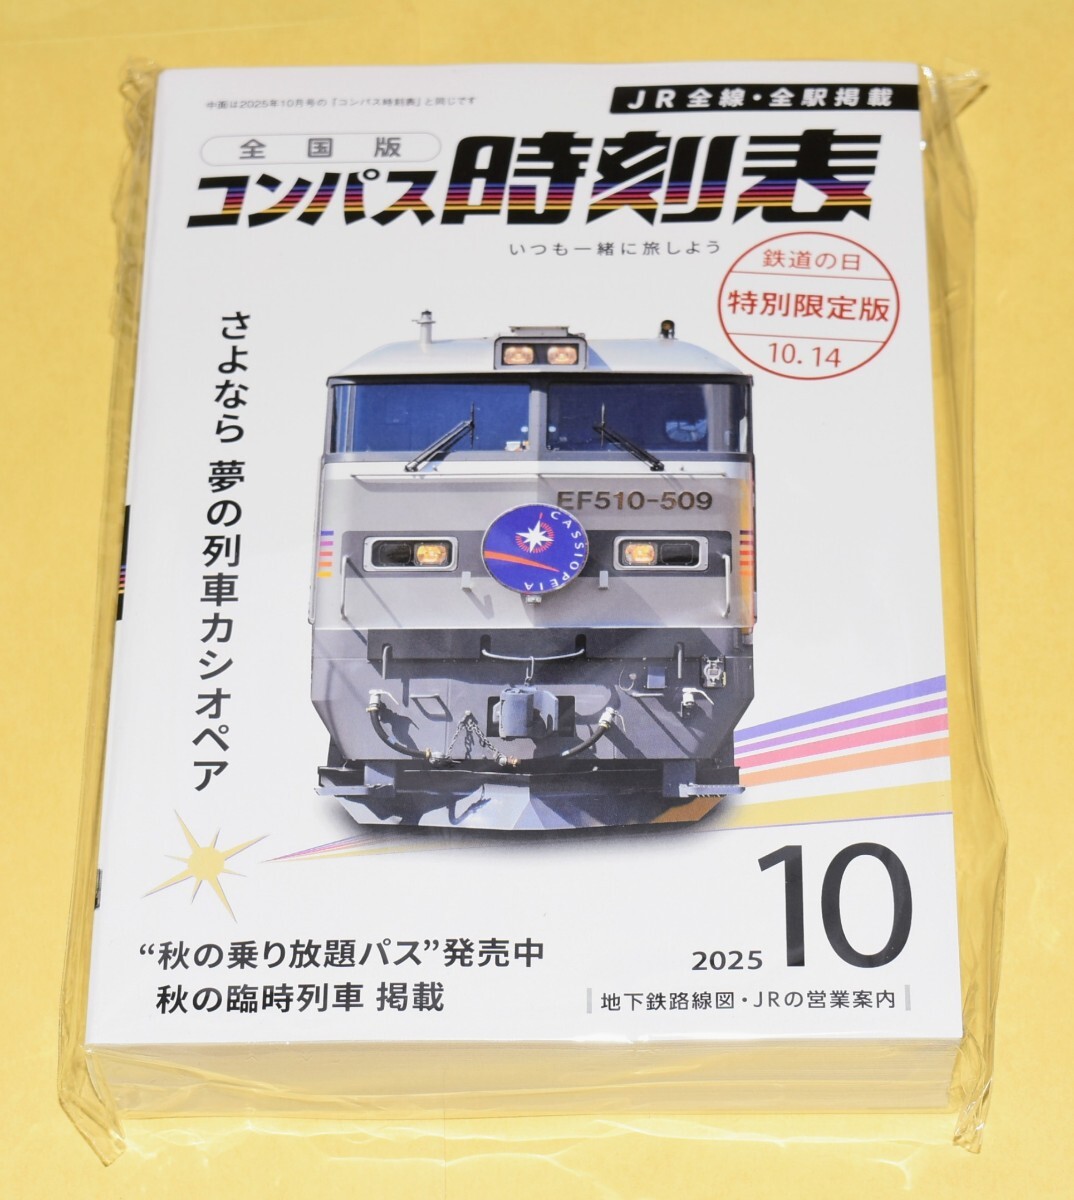 中面は2025年10月号の「コンパス時刻表」と同じです
JR全線・全駅掲載
全国版
コンパス時刻表
いつも一緒に旅しよう
鉄道の日
特別限定版
10.14
さよなら 夢の列車カシオペア
EF510-509
CASSIOPEIA
“秋の乗り放題パス”発売中
秋の臨時列車 掲載
2025 10
地下鉄路線図・JRの営業案内